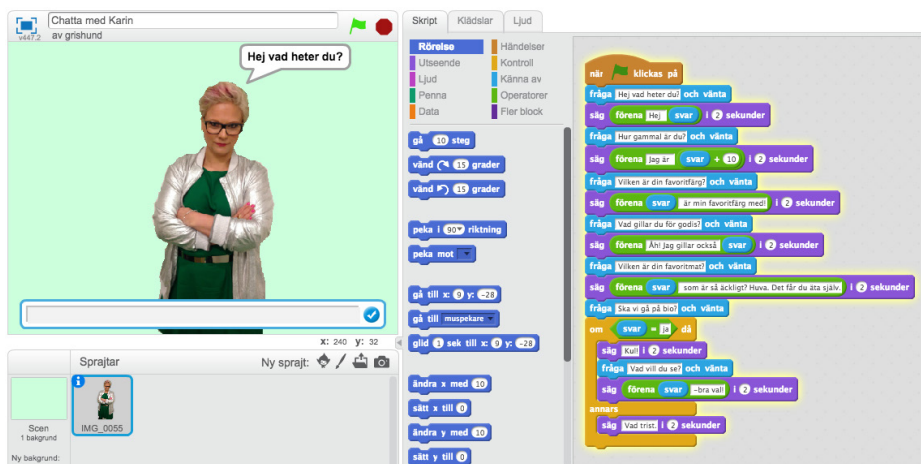 Chatta med Karin
v447.2
av grishund
Hej vad heter du?
x: 240 y: 32
Sprajtar
Ny sprajt:
Scen
1 bakgrund
Ny bakgrund:
IMG_0055
Skript
Klädslar
Ljud
Rörelse
Händelser
Utseende
Kontroll
Ljud
Känna av
Penna
Operatorer
Data
Fler block
gå 10 steg
vänd 15 grader
vänd 15 grader
peka i 90 riktning
peka mot
gå till x: 9 y: -28
gå till muspekare
glid 1 sek till x: 9 y: -28
ändra x med 10
sätt x till 0
ändra y med 10
sätt y till 0
när klickas på
fråga Hej vad heter du? och vänta
säg förena Hej svar i 2 sekunder
fråga Hur gammal är du? och vänta
säg förena Jag är svar + 10 i 2 sekunder
fråga Vilken är din favoritfärg? och vänta
säg förena svar är min favoritfärg med! i 2 sekunder
fråga Vad gillar du för godis? och vänta
säg förena Åh! Jag gillar också svar i 2 sekunder
fråga Vilken är din favoritmat? och vänta
säg förena svar som är så äckligt? Huva. Det får du äta själv. i 2 sekunder
fråga Ska vi gå på bio? och vänta
om svar = ja då
säg Kul! i 2 sekunder
fråga Vad vill du se? och vänta
säg förena svar -bra val! i 2 sekunder
annars
säg Vad trist. i 2 sekunder